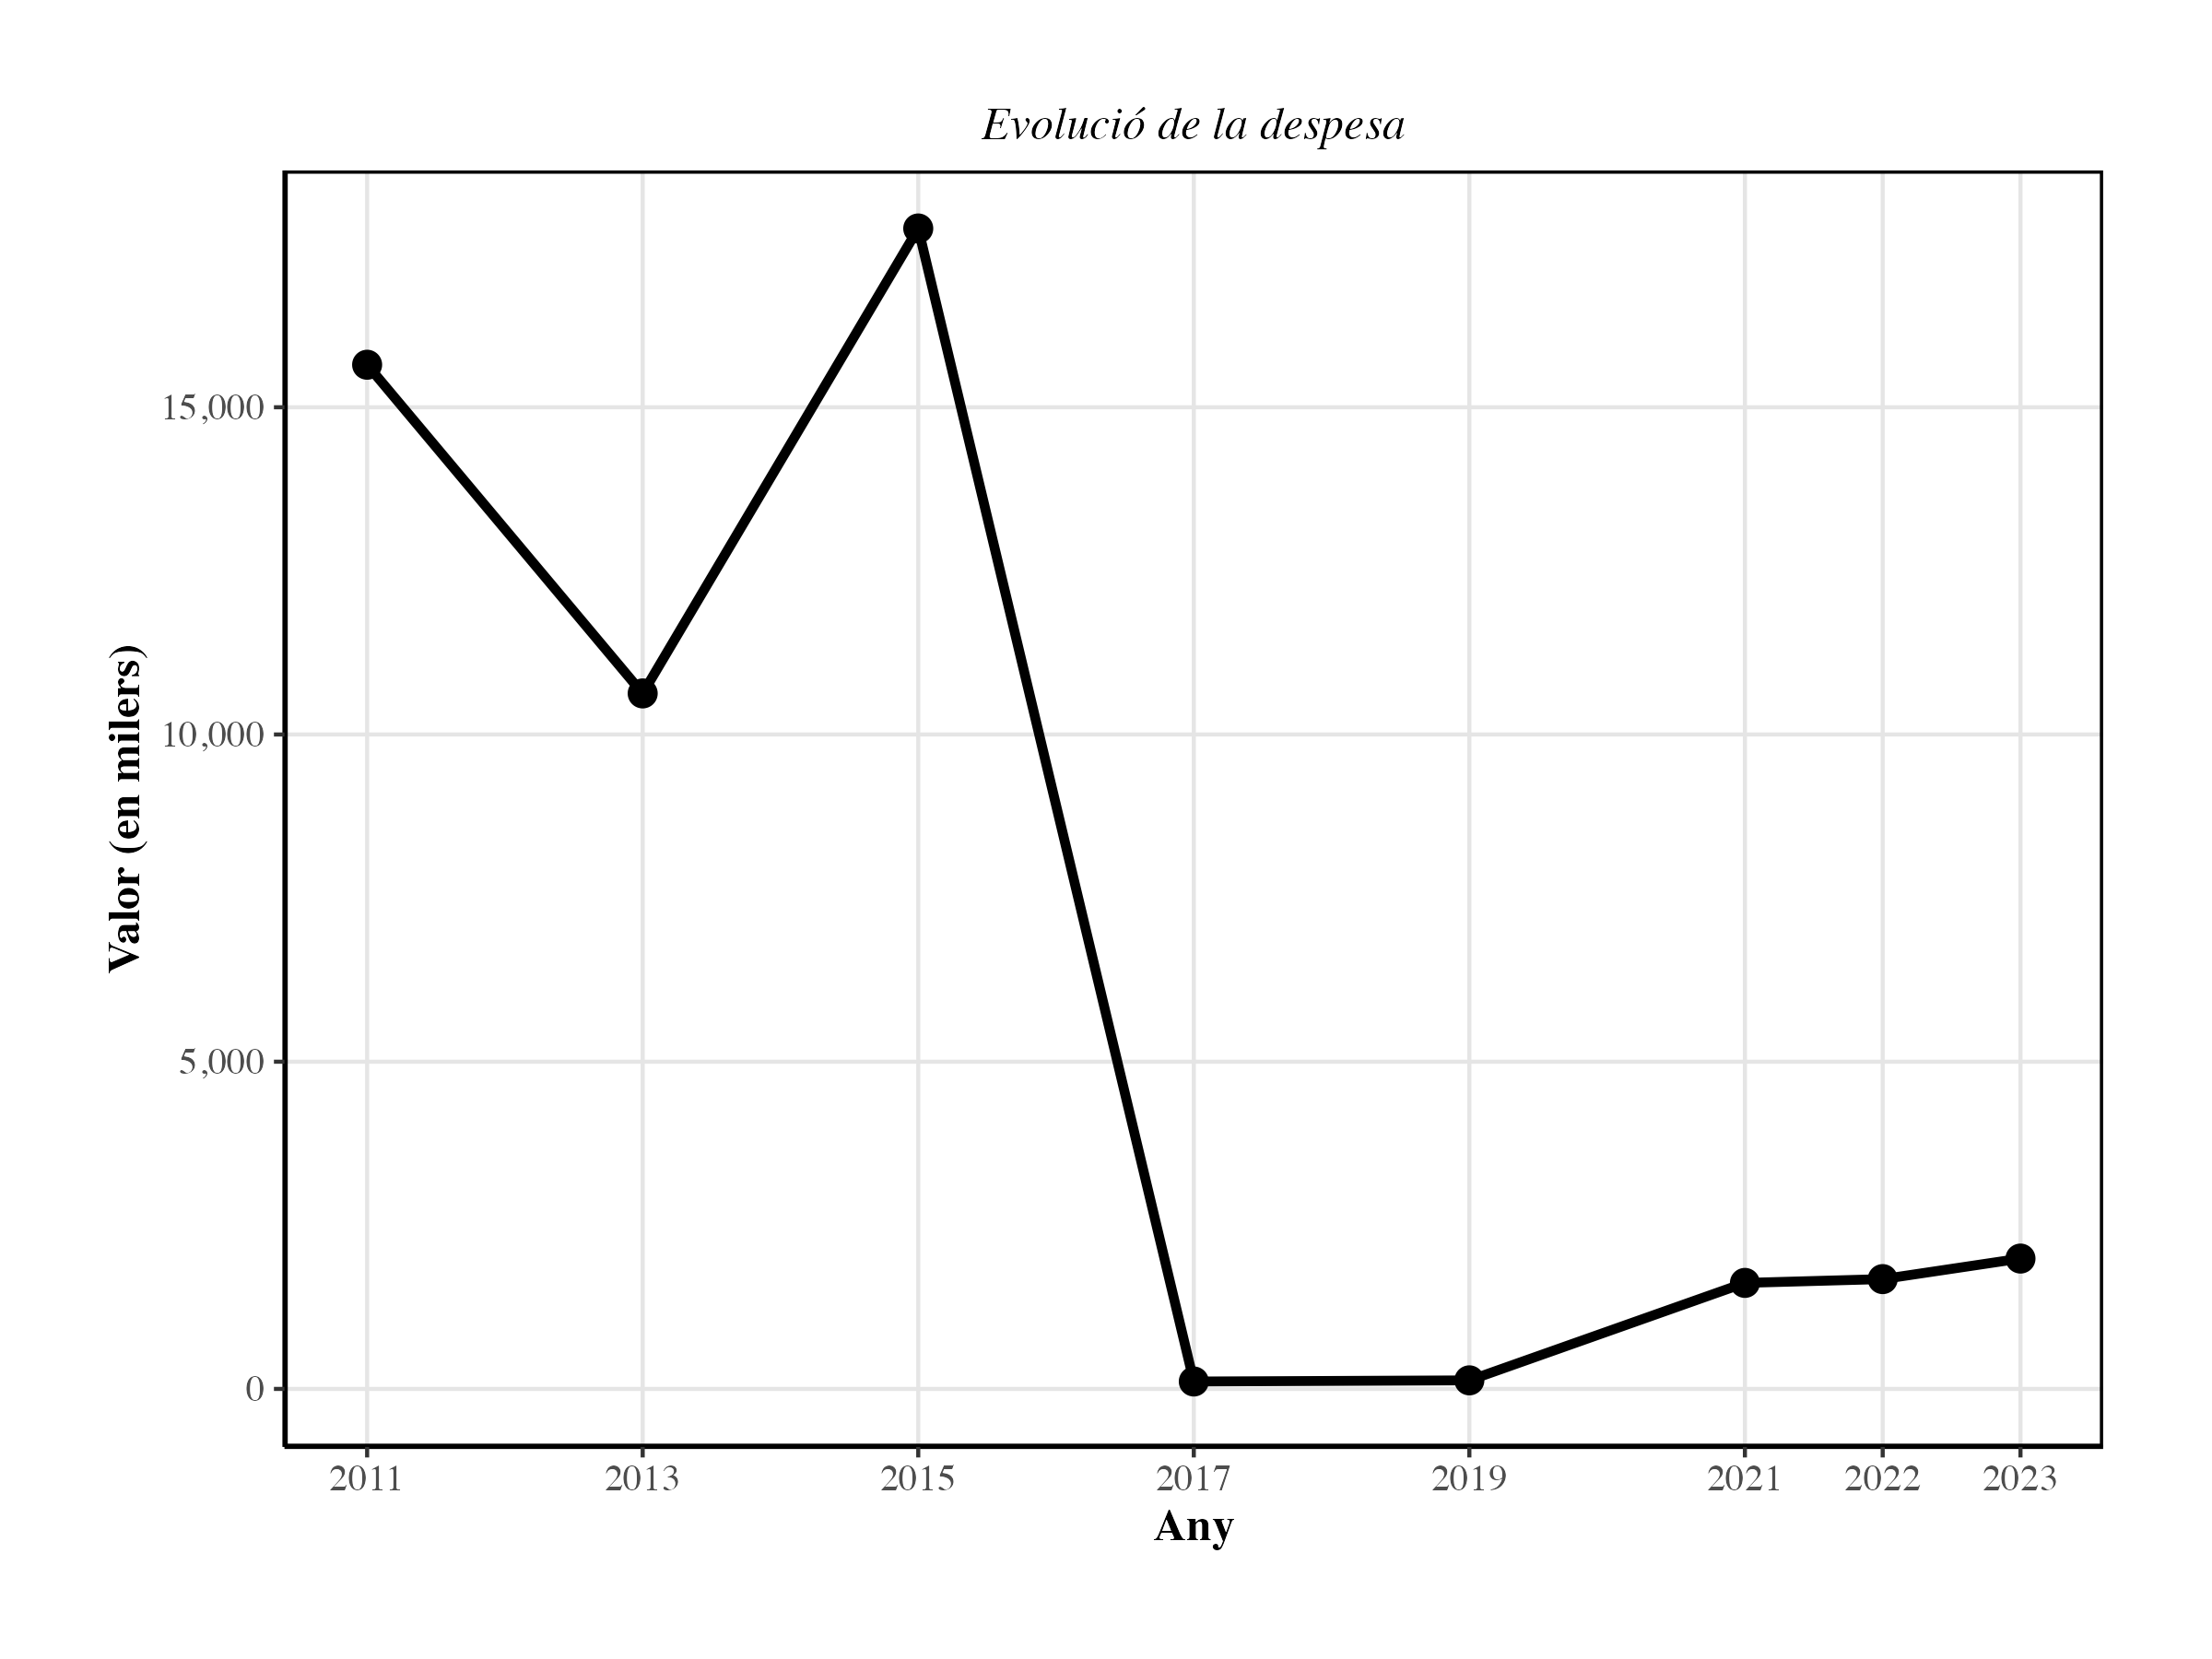 Evolució de la despesa
Valor (en milers)
15,000
10,000
5,000
0
2011 2013 2015 2017 2019 2021 2022 2023
Any